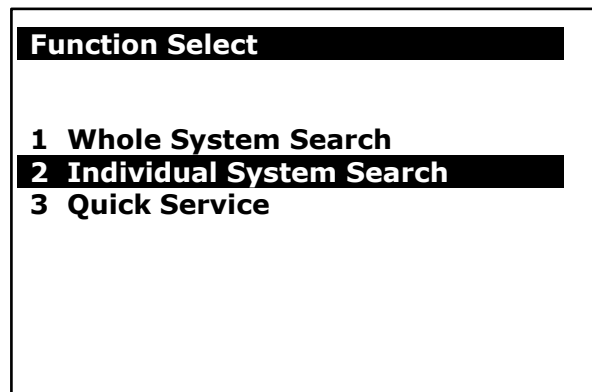 Function Select
1 Whole System Search
2 Individual System Search
3 Quick Service